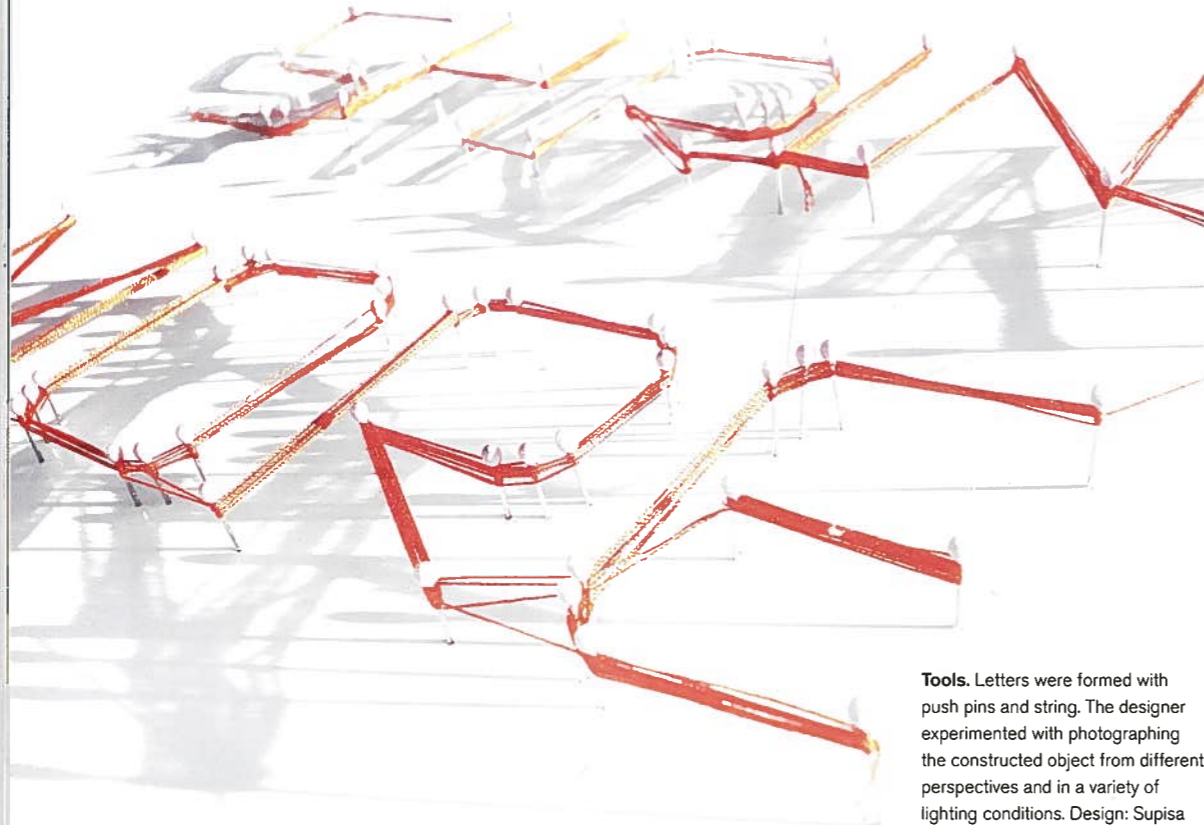 Tools. Letters were formed with
push pins and string. The designer
experimented with photographing
the constructed object from different
perspectives and in a variety of
lighting conditions. Design: Supisa